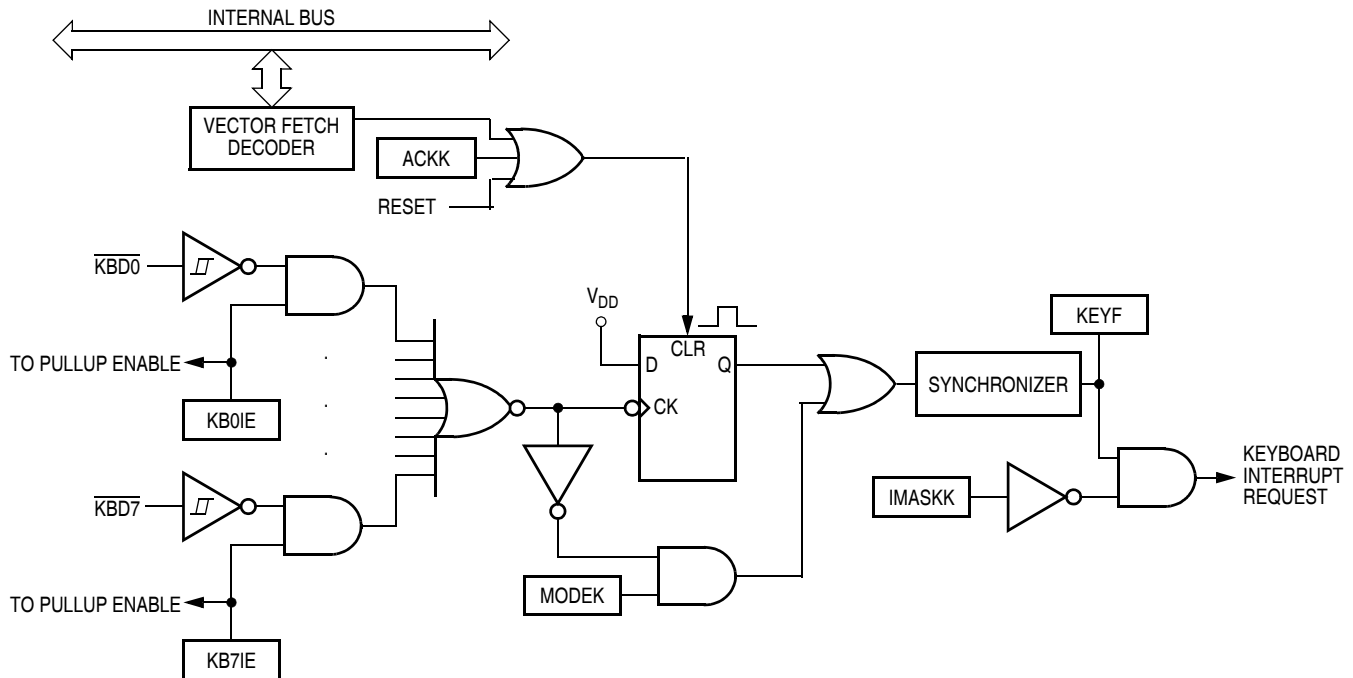 INTERNAL BUS
VECTOR FETCH
DECODER
ACKK
RESET
KBD0
VDD
KEYF
CLR
D
Q
SYNCHRONIZER
TO PULLUP ENABLE
CK
KB0IE
KEYBOARD
INTERRUPT
REQUEST
KBD7
IMASKK
MODEK
TO PULLUP ENABLE
KB7IE